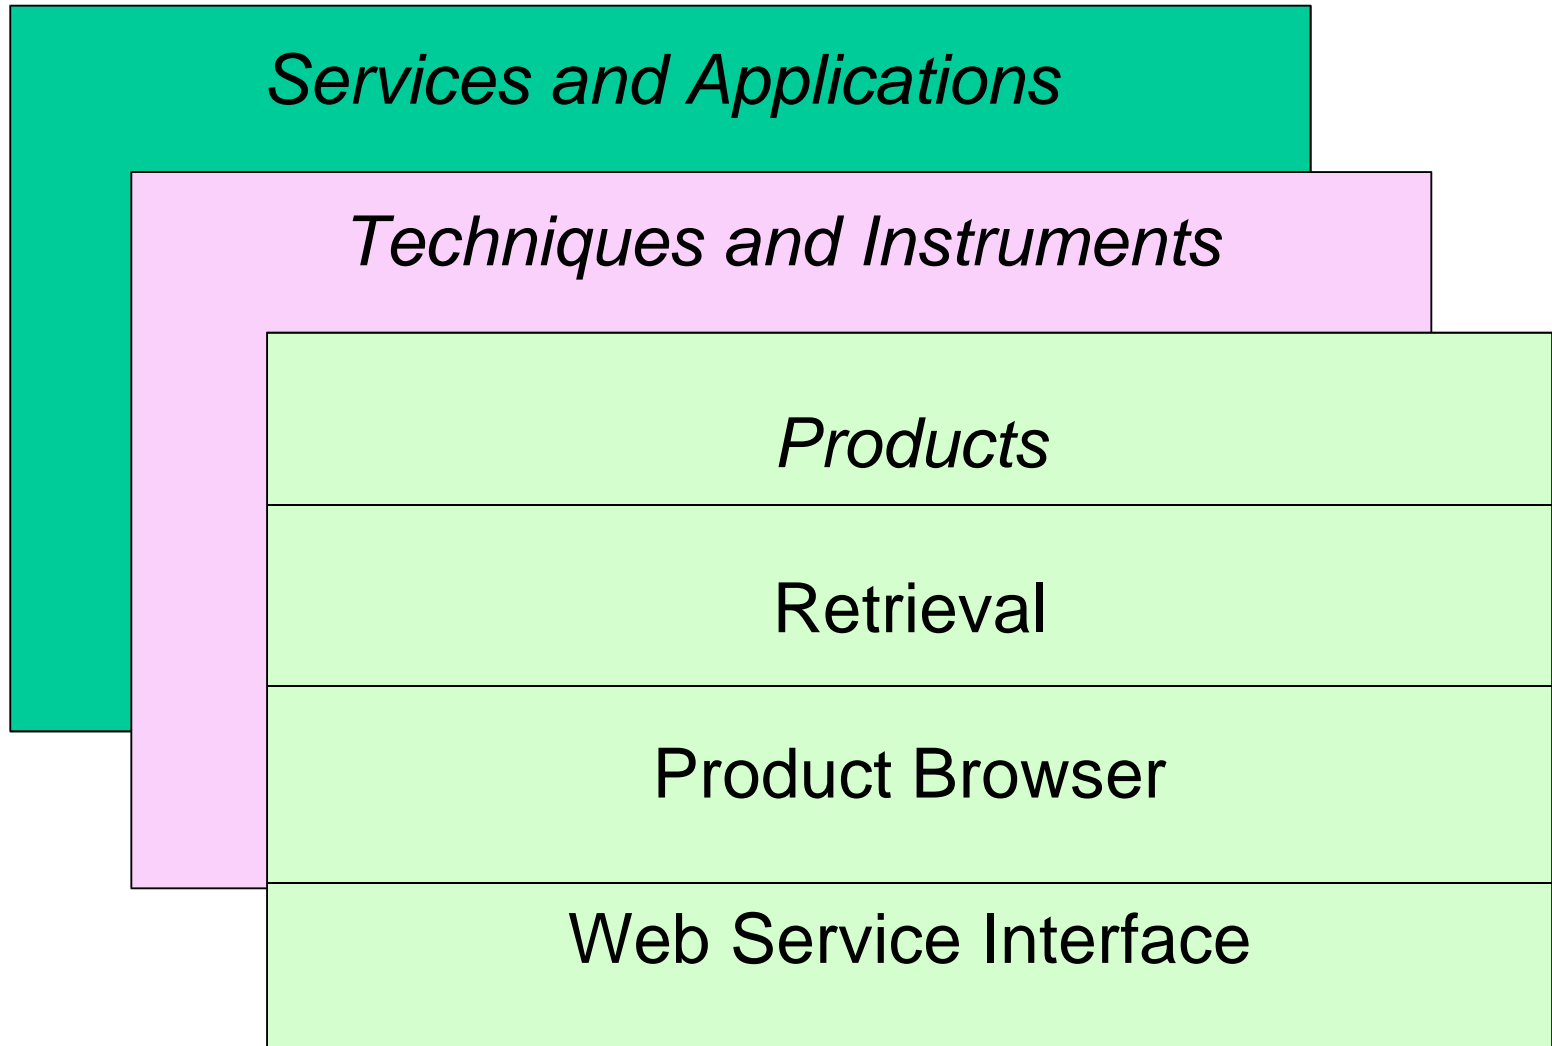 Services and Applications
Techniques and Instruments
Products
Retrieval
Product Browser
Web Service Interface